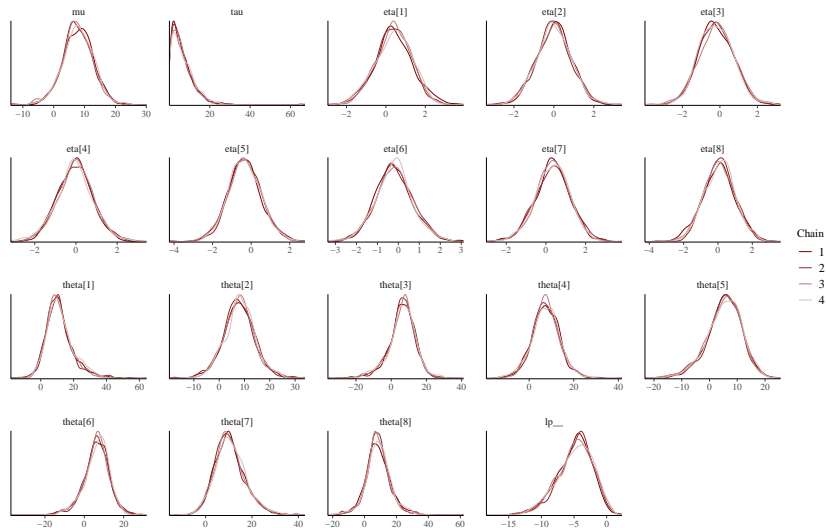 mu
tau
eta[1]
eta[2]
eta[3]
-10 0 10 20 30
0 20 40 60
-2 0 2
-2 0 2
-2 0 2
eta[4]
eta[5]
eta[6]
eta[7]
eta[8]
-2 0 2
-4 -2 0 2
-3 -2 -1 0 1 2 3
-2 0 2
-4 -2 0 2
Chain
1
2
3
4
theta[1]
theta[2]
theta[3]
theta[4]
theta[5]
0 20 40 60
-10 0 10 20 30
-20 0 20 40
-20 0 20 40
-20 -10 0 10 20
theta[6]
theta[7]
theta[8]
lp__
-20 0 20
0 20 40
-20 0 20 40 60
-15 -10 -5 0